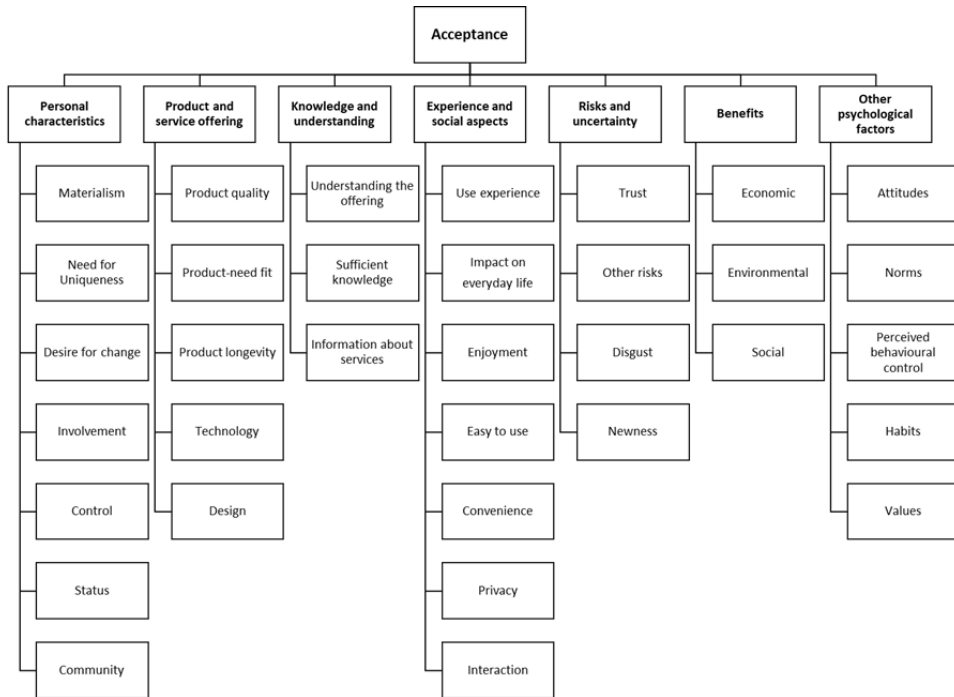 Acceptance
Personal
characteristics
Product and
service offering
Knowledge and
understanding
Experience and
social aspects
Risks and
uncertainty
Benefits
Other
psychological
factors
Materialism
Need for
Uniqueness
Desire for change
Involvement
Control
Status
Community
Product quality
Product-need fit
Product longevity
Technology
Design
Understanding the
offering
Sufficient
knowledge
Information about
services
Use experience
Impact on
everyday life
Enjoyment
Easy to use
Convenience
Privacy
Interaction
Trust
Other risks
Disgust
Newness
Economic
Environmental
Social
Attitudes
Norms
Perceived
behavioural
control
Habits
Values